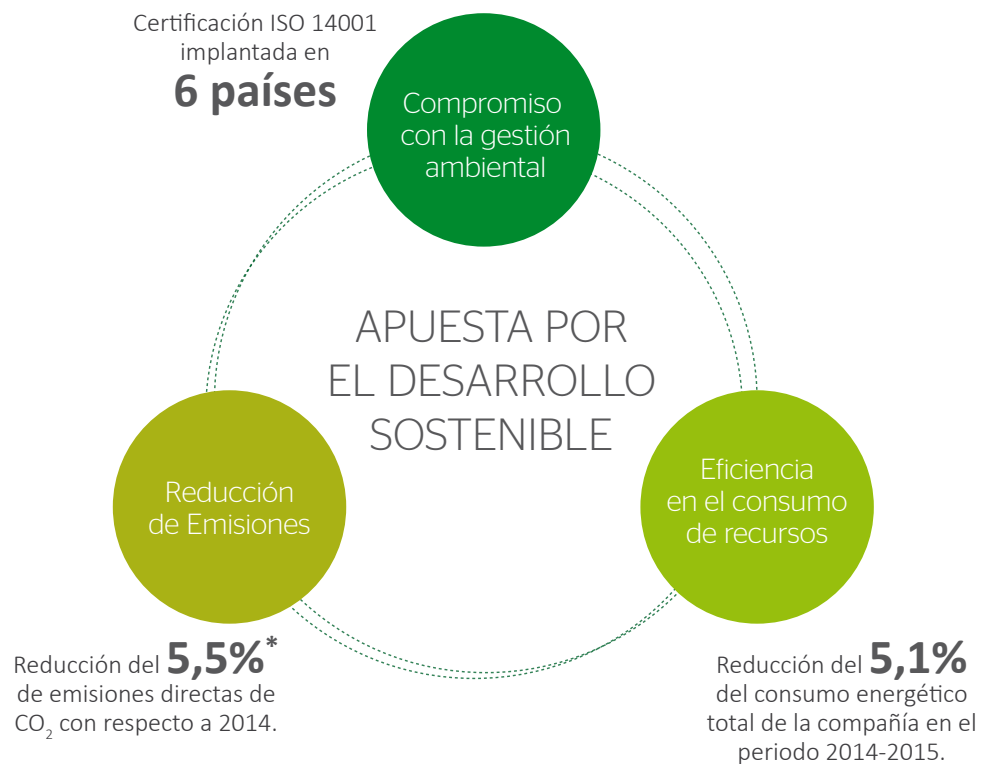 Certificación ISO 14001
implantada en
6 países
Compromiso
con la gestión
ambiental
APUESTA POR
EL DESARROLLO
SOSTENIBLE
Reducción
de Emisiones
Eficiencia
en el consumo
de recursos
Reducción del 5,5%*
de emisiones directas de
CO₂ con respecto a 2014.
Reducción del 5,1%
del consumo energético
total de la compañía en el
periodo 2014-2015.